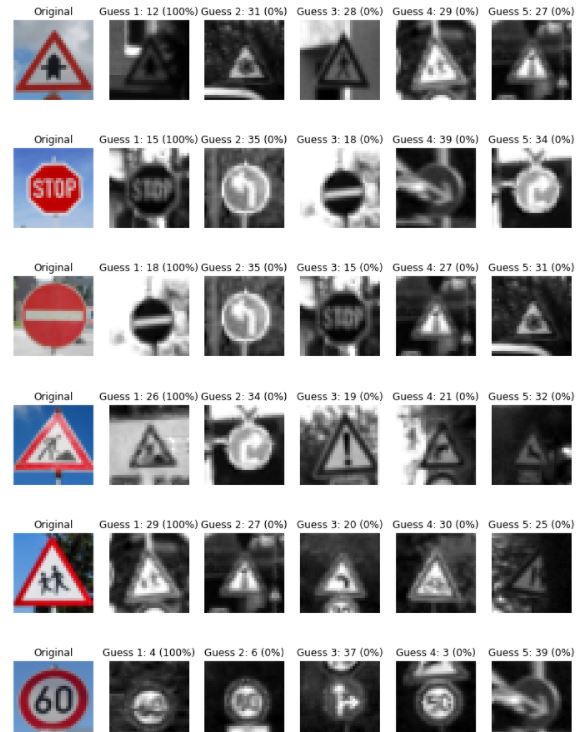 Original Guess 1: 12 (100%) Guess 2: 31 (0%) Guess 3: 28 (0%) Guess 4: 29 (0%) Guess 5: 27 (0%)
Original Guess 1: 15 (100%) Guess 2: 35 (0%) Guess 3: 18 (0%) Guess 4: 39 (0%) Guess 5: 34 (0%)
STOP STOP
Original Guess 1: 18 (100%) Guess 2: 35 (0%) Guess 3: 15 (0%) Guess 4: 27 (0%) Guess 5: 31 (0%)
STOP
Original Guess 1: 26 (100%) Guess 2: 34 (0%) Guess 3: 19 (0%) Guess 4: 21 (0%) Guess 5: 32 (0%)
Original Guess 1: 29 (100%) Guess 2: 27 (0%) Guess 3: 20 (0%) Guess 4: 30 (0%) Guess 5: 25 (0%)
Original Guess 1: 4 (100%) Guess 2: 6 (0%) Guess 3: 37 (0%) Guess 4: 3 (0%) Guess 5: 39 (0%)
60 50